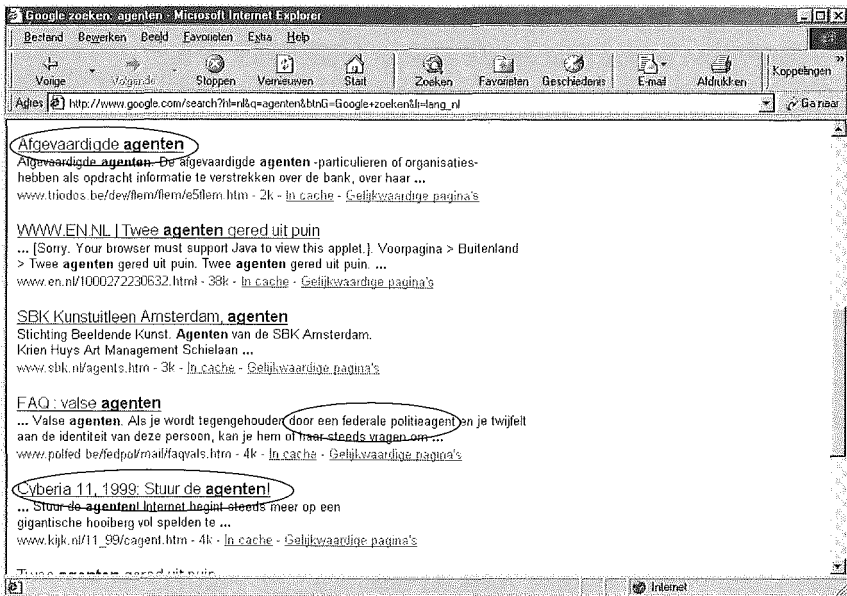 Google zoeken: agenten - Microsoft Internet Explorer
Bestand Bewerken Beeld Favorieten Extra Help
Vorige Volgende Stoppen Vernieuwen Start Zoeken Favorieten Geschiedenis E-mail Afdrukken Koppelingen »
Adres http://www.google.com/search?hl=nl&q=agenten&btnG=Google+zoeken&lr=lang_nl Ga naar
Afgevaardigde agenten
Afgevaardigde agenten. De afgevaardigde agenten -particulieren of organisaties-
hebben als opdracht informatie te verstrekken over de bank, over haar ...
www.triodos.be/dev/flem/flem/e5flem.htm - 2k - In cache - Gelijkwaardige pagina's
WWW.EN.NL | Twee agenten gered uit puin
... [Sorry. Your browser must support Java to view this applet.]. Voorpagina > Buitenland
> Twee agenten gered uit puin. Twee agenten gered uit puin. ...
www.en.nl/1000272230632.html - 38k - In cache - Gelijkwaardige pagina's
SBK Kunstuitleen Amsterdam, agenten
Stichting Beeldende Kunst. Agenten van de SBK Amsterdam.
Krien Huys Art Management Schielaan ...
www.sbk.nl/agents.htm - 3k - In cache - Gelijkwaardige pagina's
FAQ : valse agenten
... Valse agenten. Als je wordt tegengehouden door een federale politieagent en je twijfelt
aan de identiteit van deze persoon, kan je hem of haar steeds vragen om ...
www.polfed.be/fedpol/mail/faqvals.htm - 4k - In cache - Gelijkwaardige pagina's
Cyberia 11, 1999: Stuur de agenten!
... Stuur de agenten! Internet begint steeds meer op een
gigantische hooiberg vol spelden te ...
www.kijk.nl/11_99/cagent.htm - 4k - In cache - Gelijkwaardige pagina's
Twee agenten gered uit puin
Internet